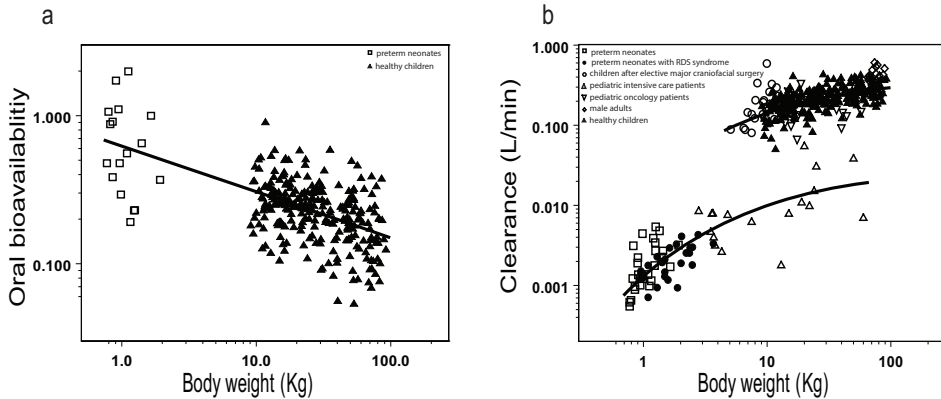 a
Oral bioavailablitiy
1.000
0.100
1.0
10.0
100.0
Body weight (Kg)
preterm neonates
healthy children
b
Clearance (L/min)
1.000
0.100
0.010
0.001
1
10
100
Body weight (Kg)
preterm neonates
preterm neonates with RDS syndrome
children after elective major craniofacial surgery
pediatric intensive care patients
pediatric oncology patients
male adults
healthy children